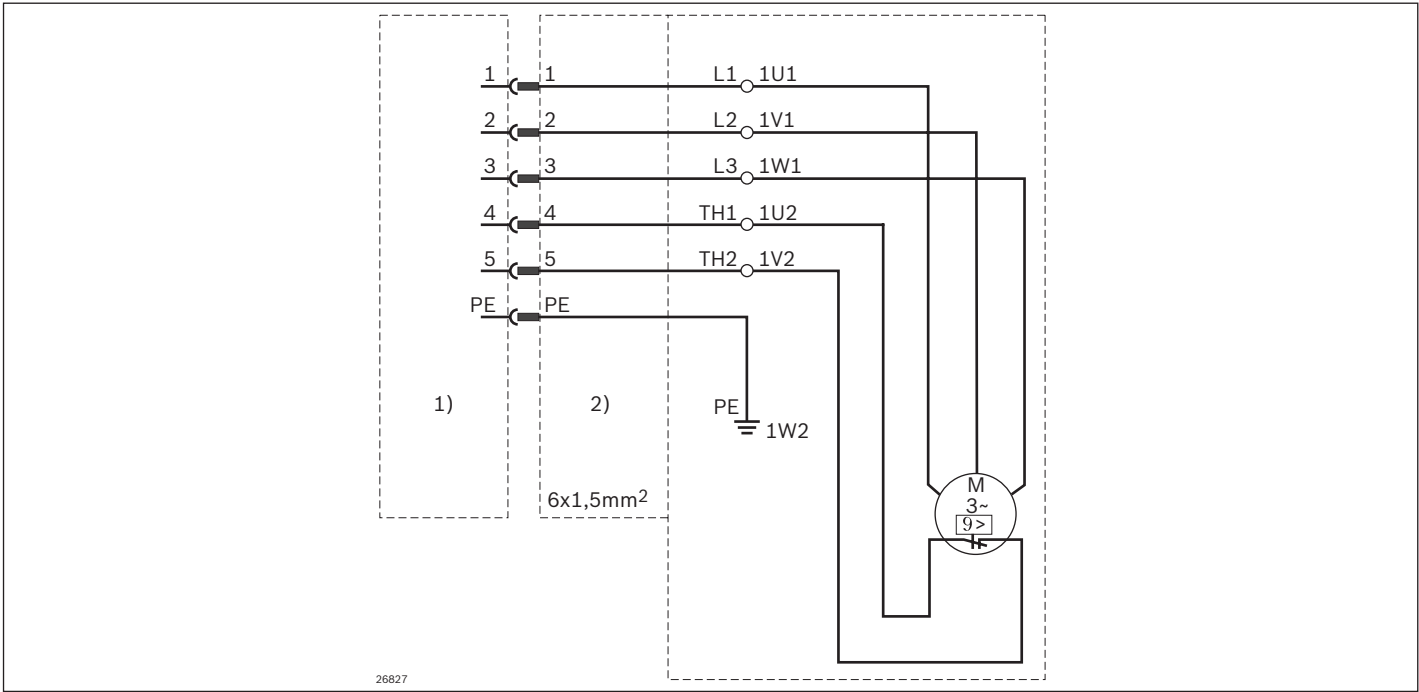 1 1 L1 1U1
2 2 L2 1V1
3 3 L3 1W1
4 4 TH1 1U2
5 5 TH2 1V2
PE PE
1) 2) PE
1W2
6x1,5mm²
M
3~
9>
26827